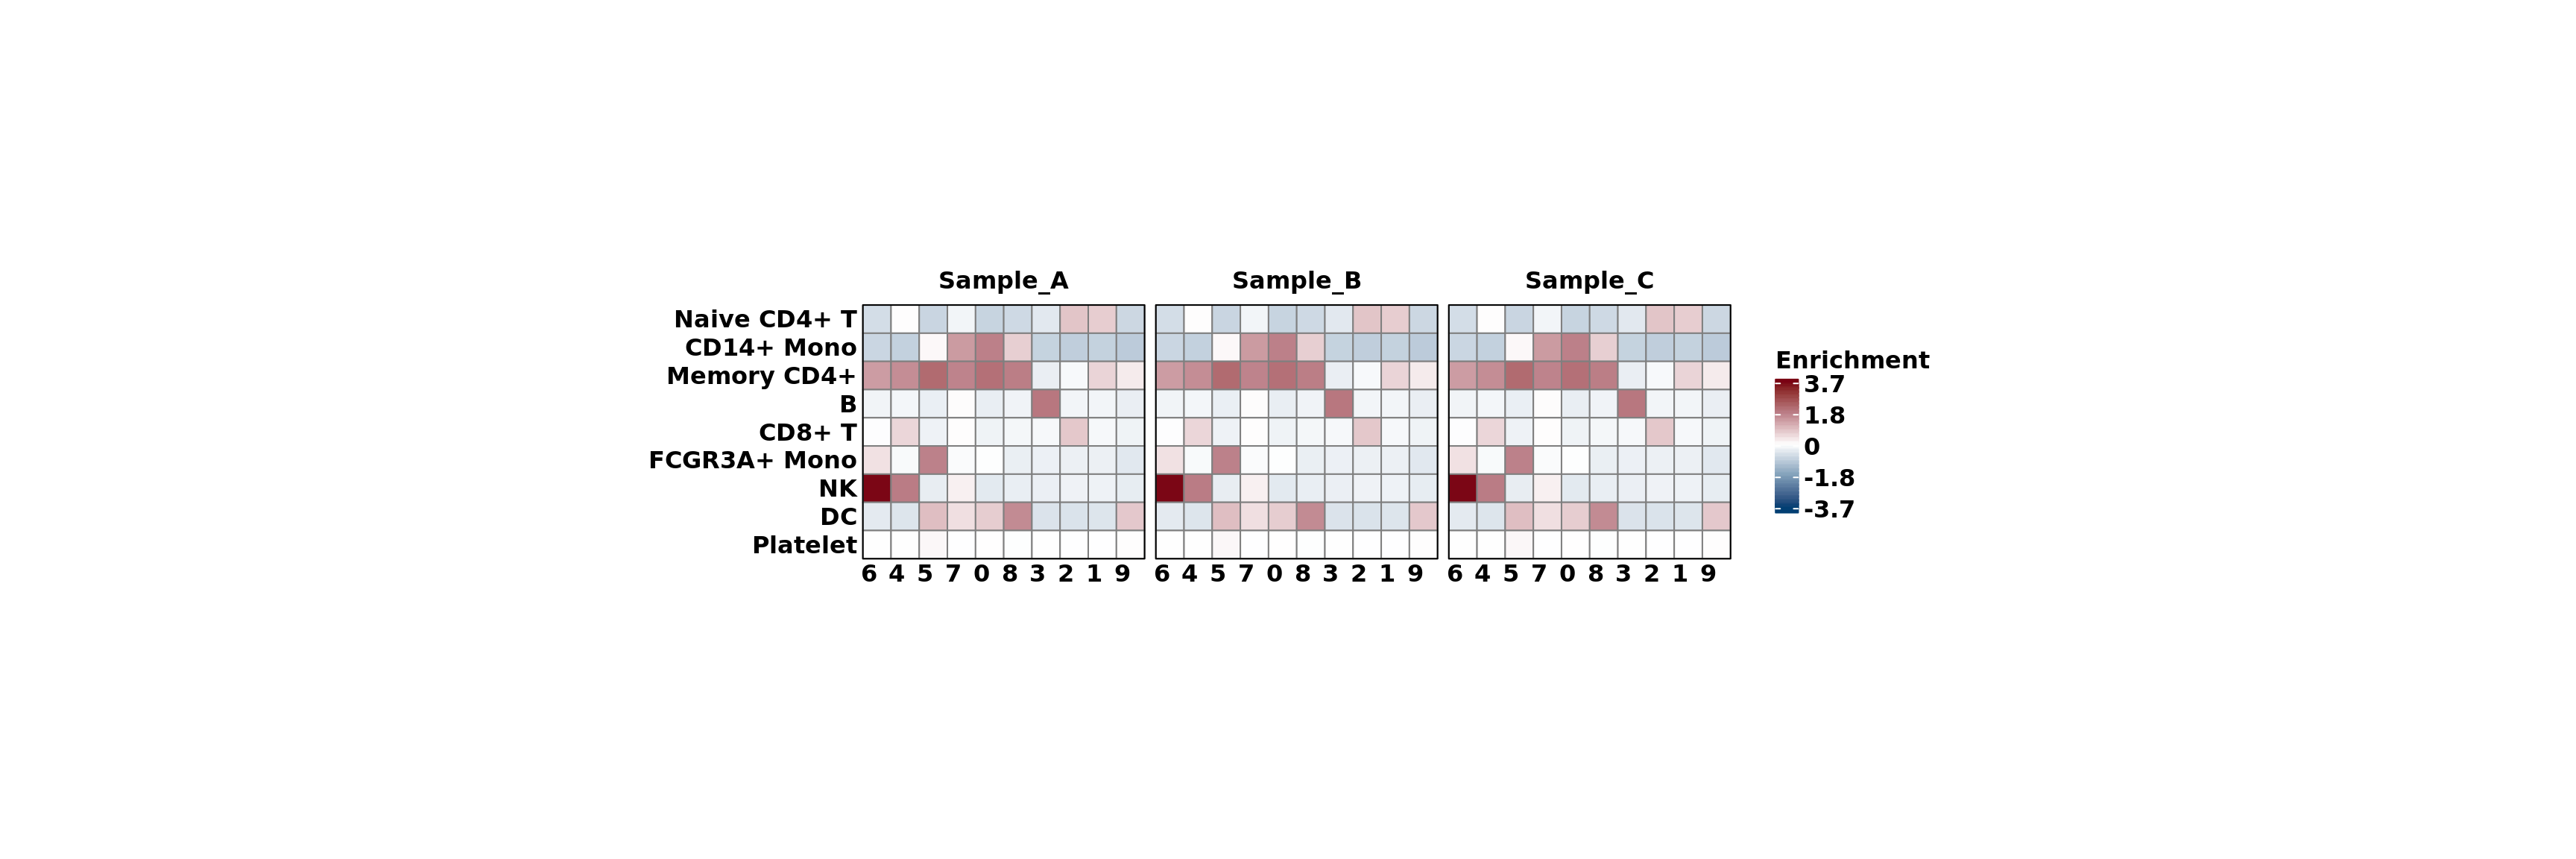 Sample_A Sample_B Sample_C
Naive CD4+ T
CD14+ Mono
Memory CD4+
B
CD8+ T
FCGR3A+ Mono
NK
DC
Platelet
6 4 5 7 0 8 3 2 1 9 6 4 5 7 0 8 3 2 1 9 6 4 5 7 0 8 3 2 1 9
Enrichment
3.7
1.8
0
-1.8
-3.7